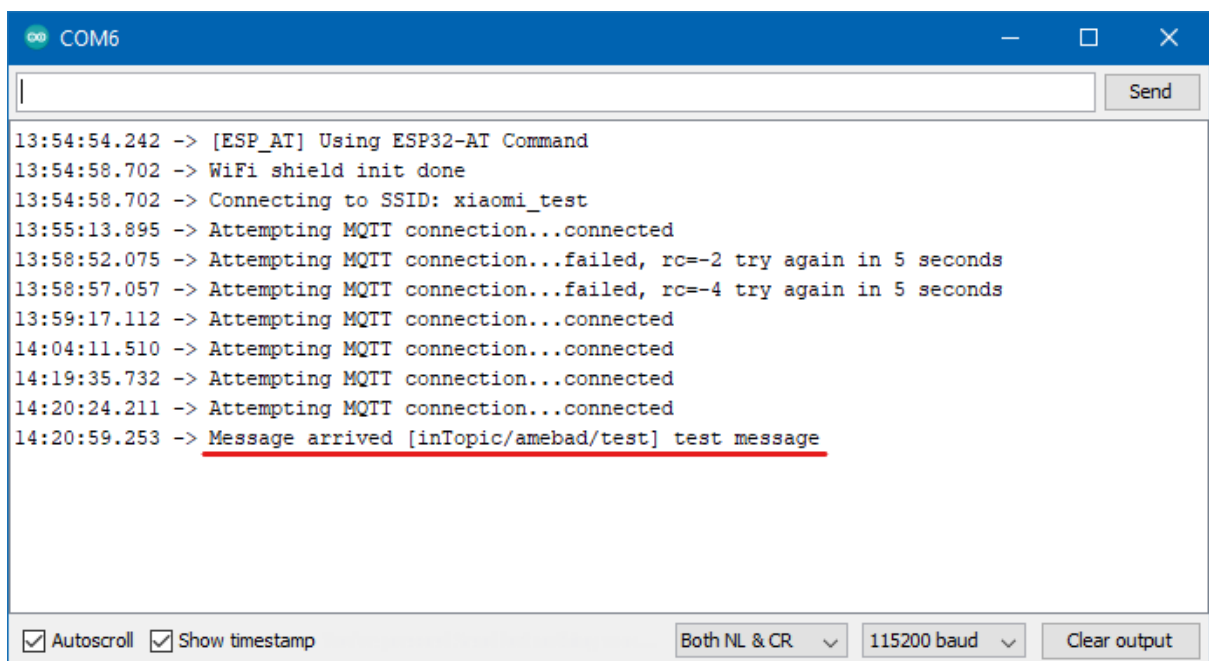 COM6
Send
13:54:54.242 -> [ESP_AT] Using ESP32-AT Command
13:54:58.702 -> WiFi shield init done
13:54:58.702 -> Connecting to SSID: xiaomi_test
13:55:13.895 -> Attempting MQTT connection...connected
13:58:52.075 -> Attempting MQTT connection...failed, rc=-2 try again in 5 seconds
13:58:57.057 -> Attempting MQTT connection...failed, rc=-4 try again in 5 seconds
13:59:17.112 -> Attempting MQTT connection...connected
14:04:11.510 -> Attempting MQTT connection...connected
14:19:35.732 -> Attempting MQTT connection...connected
14:20:24.211 -> Attempting MQTT connection...connected
14:20:59.253 -> Message arrived [inTopic/amebad/test] test message
Autoscroll Show timestamp Both NL & CR 115200 baud Clear output